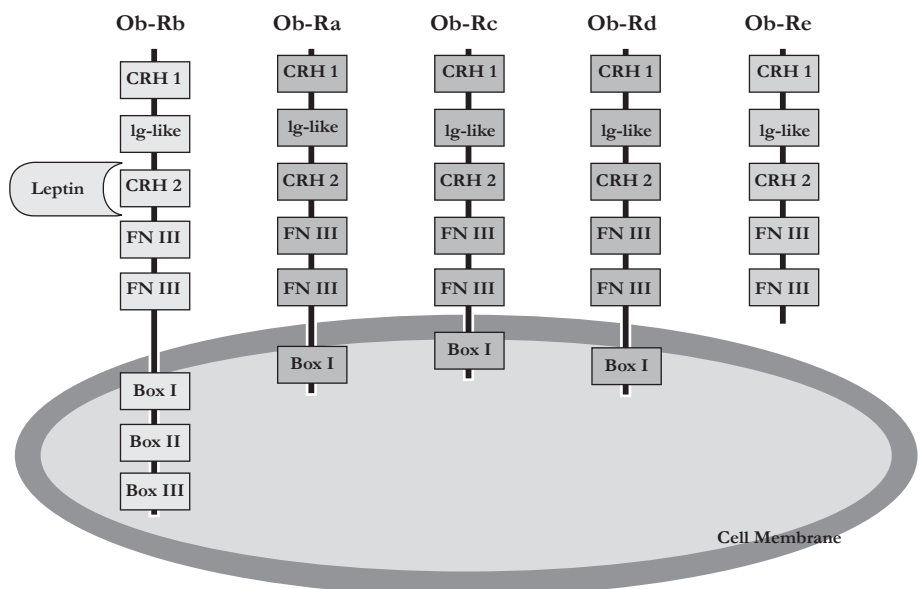 Ob-Rb Ob-Ra Ob-Rc Ob-Rd Ob-Re
CRH 1 CRH 1 CRH 1 CRH 1 CRH 1
lg-like lg-like lg-like lg-like lg-like
Leptin CRH 2 CRH 2 CRH 2 CRH 2 CRH 2
FN III FN III FN III FN III FN III
FN III FN III FN III FN III FN III
Box I Box I Box I Box I
Box II
Box III
Cell Membrane